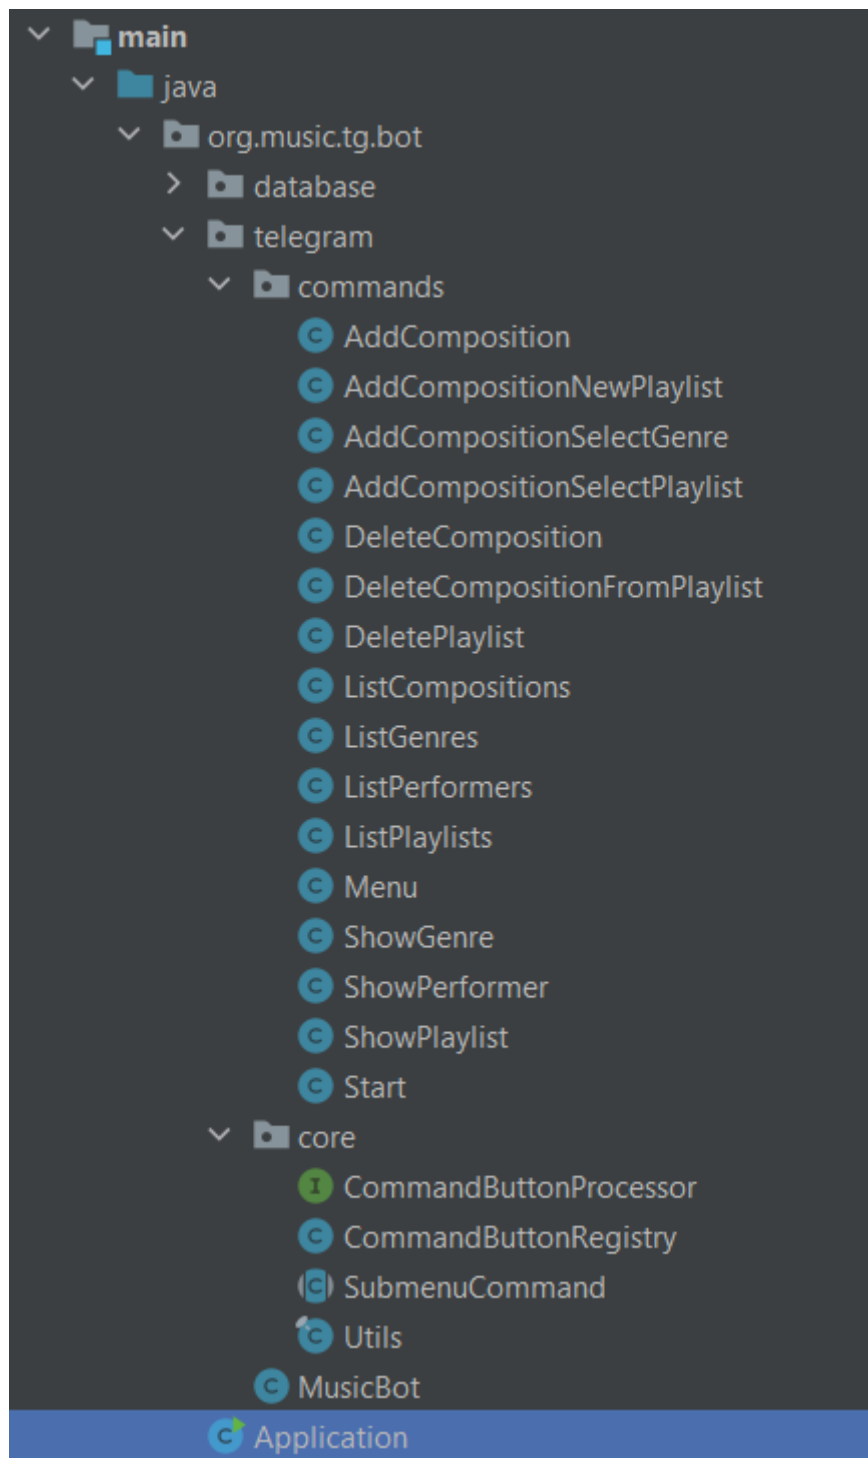 main
java
org.music.tg.bot
database
telegram
commands
AddComposition
AddCompositionNewPlaylist
AddCompositionSelectGenre
AddCompositionSelectPlaylist
DeleteComposition
DeleteCompositionFromPlaylist
DeletePlaylist
ListCompositions
ListGenres
ListPerformers
ListPlaylists
Menu
ShowGenre
ShowPerformer
ShowPlaylist
Start
core
CommandButtonProcessor
CommandButtonRegistry
SubmenuCommand
Utils
MusicBot
Application